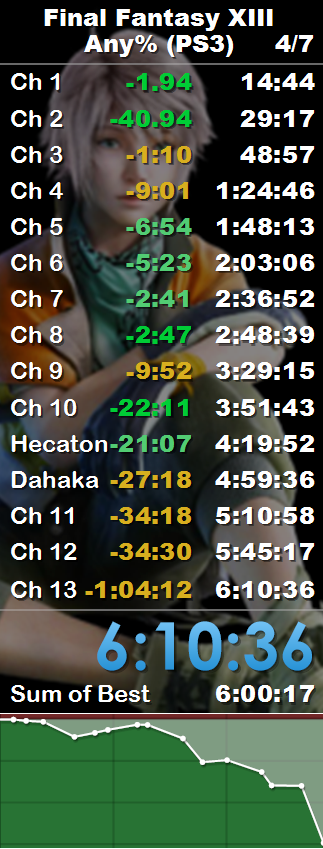 Final Fantasy XIII
Any% (PS3) 4/7
Ch 1 -1.94 14:44
Ch 2 -40.94 29:17
Ch 3 -1:10 48:57
Ch 4 -9:01 1:24:46
Ch 5 -6:54 1:48:13
Ch 6 -5:23 2:03:06
Ch 7 -2:41 2:36:52
Ch 8 -2:47 2:48:39
Ch 9 -9:52 3:29:15
Ch 10 -22:11 3:51:43
Hecaton -21:07 4:19:52
Dahaka -27:18 4:59:36
Ch 11 -34:18 5:10:58
Ch 12 -34:30 5:45:17
Ch 13 -1:04:12 6:10:36
6:10:36
Sum of Best 6:00:17